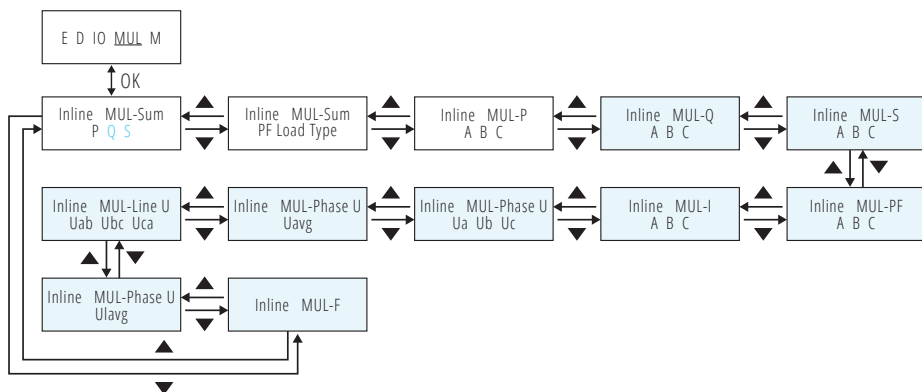 E D IO MUL M
OK
Inline MUL-Sum
P Q S
Inline MUL-Sum
PF Load Type
Inline MUL-P
A B C
Inline MUL-Q
A B C
Inline MUL-S
A B C
Inline MUL-Line U
Uab Ubc Uca
Inline MUL-Phase U
Uavg
Inline MUL-Phase U
Ua Ub Uc
Inline MUL-I
A B C
Inline MUL-PF
A B C
Inline MUL-Phase U
Ulavg
Inline MUL-F